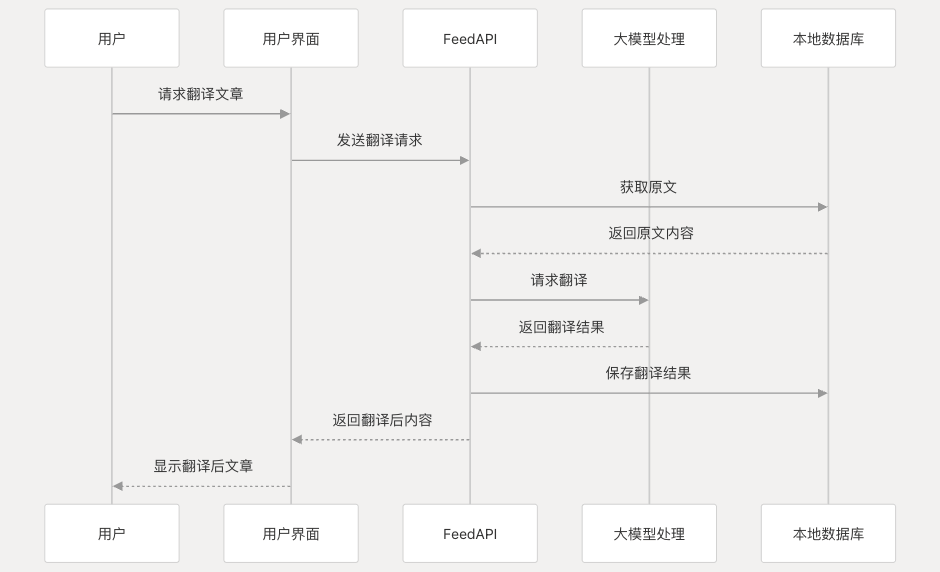 用户
用户界面
FeedAPI
大模型处理
本地数据库
请求翻译文章
发送翻译请求
获取原文
返回原文内容
请求翻译
返回翻译结果
保存翻译结果
返回翻译后内容
显示翻译后文章
用户
用户界面
FeedAPI
大模型处理
本地数据库